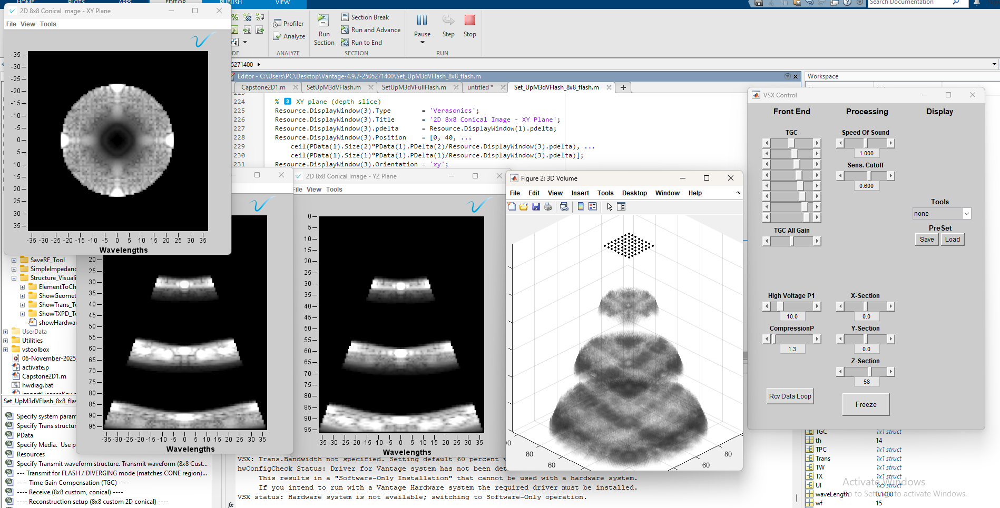 HOME PLOTS APPS EDITOR PUBLISH VIEW
Search Documentation
2D 8x8 Conical Image - XY Plane
File View Tools
-35
-30
-25
-20
-15
-10
-5
0
5
10
15
20
25
30
35
-35 -30 -25 -20 -15 -10 -5 0 5 10 15 20 25 30 35
Wavelengths
Profiler
Analyze
ANALYZE
Run Section
Section Break
Run and Advance
Run to End
SECTION
Pause
Step
Stop
RUN
5271400
Editor - C:\Users\PC\Desktop\Vantage-4.9.7-2505271400\Set_UpM3dVFlash_8x8_flash.m
Capstone2D1.m SetUpM3dVFlash.m SetUpM3dVFullFlash.m untitled * Set_UpM3dVFlash_8x8_flash.m
224 % 3 XY plane (depth slice)
225 Resource.DisplayWindow(3).Type = 'Verasonics';
226 Resource.DisplayWindow(3).Title = '2D 8x8 Conical Image - XY Plane';
227 Resource.DisplayWindow(3).pdelta = Resource.DisplayWindow(1).pdelta;
228 Resource.DisplayWindow(3).Position = [0, 40, ...
229 ceil(PData(1).Size(2)*PData(1).PDelta(2)/Resource.DisplayWindow(3).pdelta), ...
230 ceil(PData(1).Size(1)*PData(1).PDelta(1)/Resource.DisplayWindow(3).pdelta)];
231 Resource.DisplayWindow(3).Orientation = 'xy';
Workspace
SaveRF_Tool
SimpleImpedanc
Structure_Visuali
ElementToCh
ShowGeomet
ShowTrans_To
ShowTXPD_To
showHardwar
UserData
Utilities
vstoolbox
06-November-2025
activate.p
Capstone2D1.m
hwdiag.bat
importLicenseKey.m
20
25
30
35
40
45
50
55
60
65
70
75
80
85
90
95
-35 -30 -25 -20 -15 -10 -5 0 5 10 15 20 25 30 35
Wavelengths
2D 8x8 Conical Image - YZ Plane
File View Tools
0
5
10
15
20
25
30
35
40
45
50
55
60
65
70
75
80
85
90
95
-35 -30 -25 -20 -15 -10 -5 0 5 10 15 20 25 30 35
Wavelengths
Figure 2: 3D Volume
File Edit View Insert Tools Desktop Window Help
80
60
80
60
VSX Control
Front End Processing Display
TGC
Speed Of Sound
1.000
Sens. Cutoff
0.600
Tools
none
PreSet
Save Load
TGC All Gain
High Voltage P1
10.0
X-Section
0.0
CompressionP
1.3
Y-Section
0.0
Z-Section
58
Rcv Data Loop
Freeze
Set_UpM3dVFlash_8x8_flas
Specify system param
Specify Trans structur
PData
Specify Media. Use p
Resources
Specify Transmit waveform structure. Transmit waveform (8x8 Cust...
--- Transmit for FLASH / DIVERGING mode (matches CONE region)...
---- Time Gain Compensation (TGC) ----
---- Receive (8x8 custom, conical) ----
---- Reconstruction setup (8x8 custom 2D conical) ----
VSX: Trans.Bandwidth not specified. Setting default 60 percent
hwConfigCheck Status: Driver for Vantage system has not been det
This results in a "Software-Only Installation" that cannot be used with a hardware system.
If you intend to run with a Vantage Hardware system the required driver must be installed.
VSX status: Hardware system is not available; switching to Software-Only operation.
fx
TGC 1x1 struct
th 14
TPC 1x1 struct
Trans 1x1 struct
TW 1x1 struct
TX 1x1 struct
UI 1x5 struct
waveLength 0.1400
wf 15
Activate Windows
Go to Settings to activate Windows.